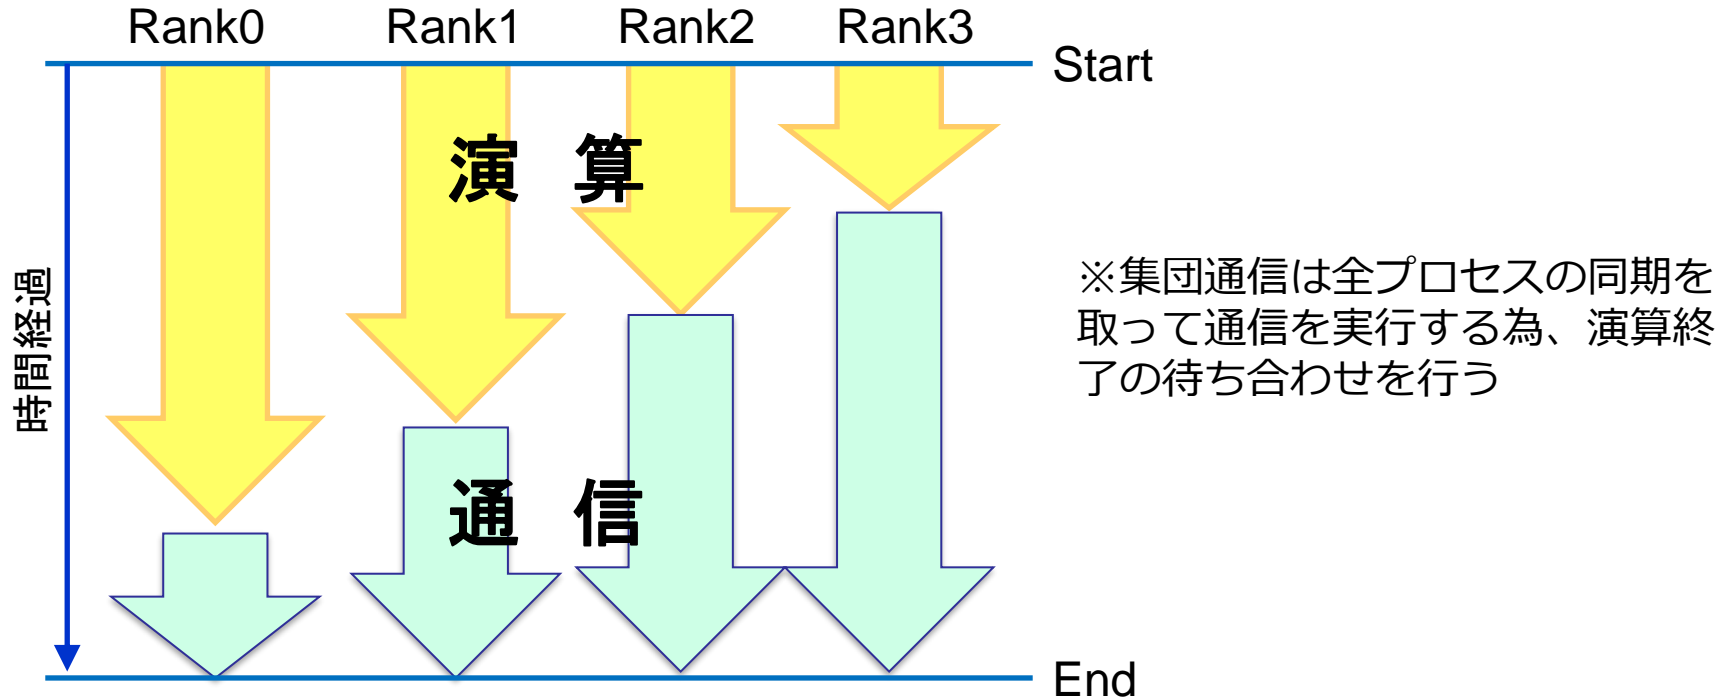 Rank0 Rank1 Rank2 Rank3
Start
演 算
時間経過
※集団通信は全プロセスの同期を
取って通信を実行する為、演算終
了の待ち合わせを行う
通 信
End